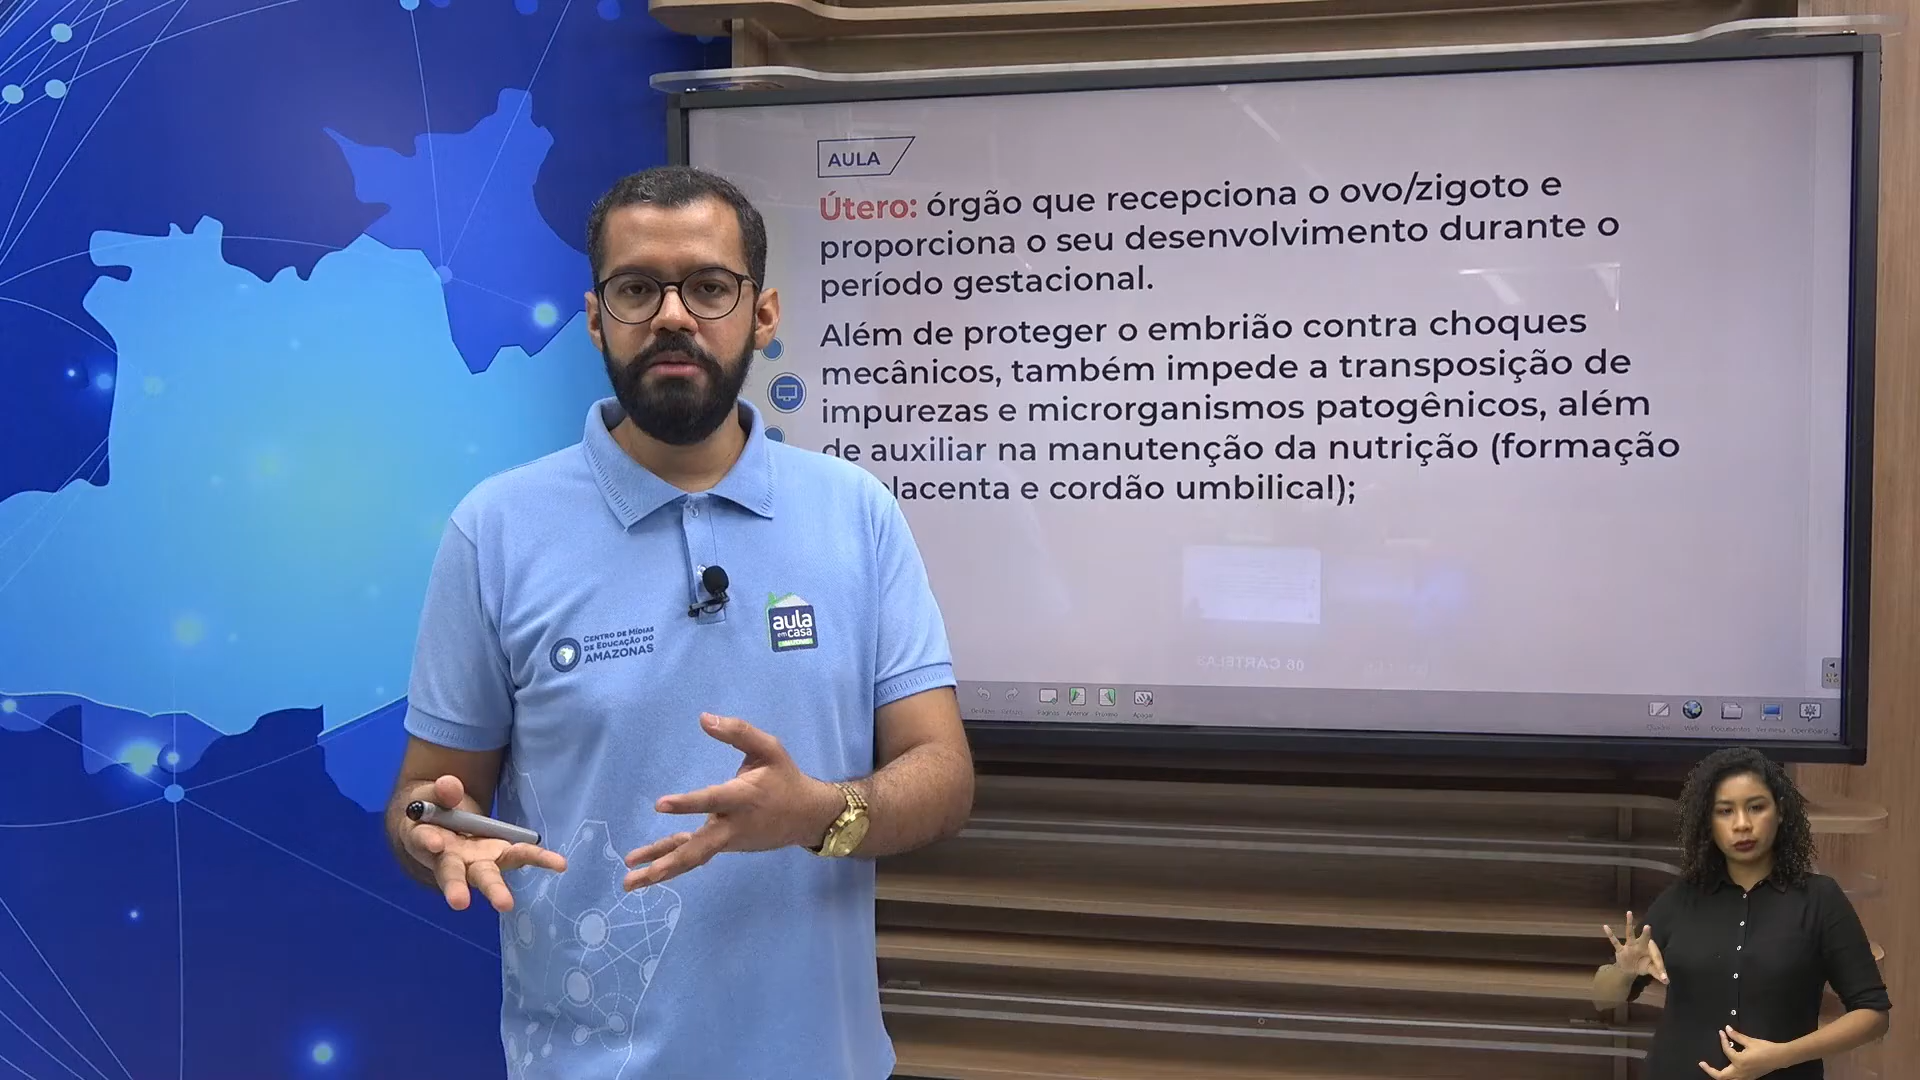 AULA
Útero: órgão que recepciona o ovo/zigoto e
proporciona o seu desenvolvimento durante o
período gestacional.
Além de proteger o embrião contra choques
mecânicos, também impede a transposição de
impurezas e microrganismos patogênicos, além
de auxiliar na manutenção da nutrição (formação
lacenta e cordão umbilical);
CENTRO DE MÍDIAS
DE EDUCAÇÃO DO
AMAZONAS
aula
em casa
AMAZONAS